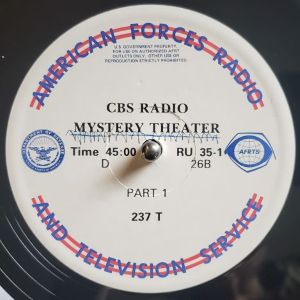 AMERICAN FORCES RADIO
U.S. GOVERNMENT PROPERTY.
FOR USE ON AUTHORIZED AFRT
OUTLETS ONLY. OTHER USE OR
REPRODUCTION STRICTLY PROHIBITED.
CBS RADIO
MYSTERY THEATER
Time 45:00 RU 35-1
D 26B
AFRTS
PART 1
237 T
AND TELEVISION SERVICE